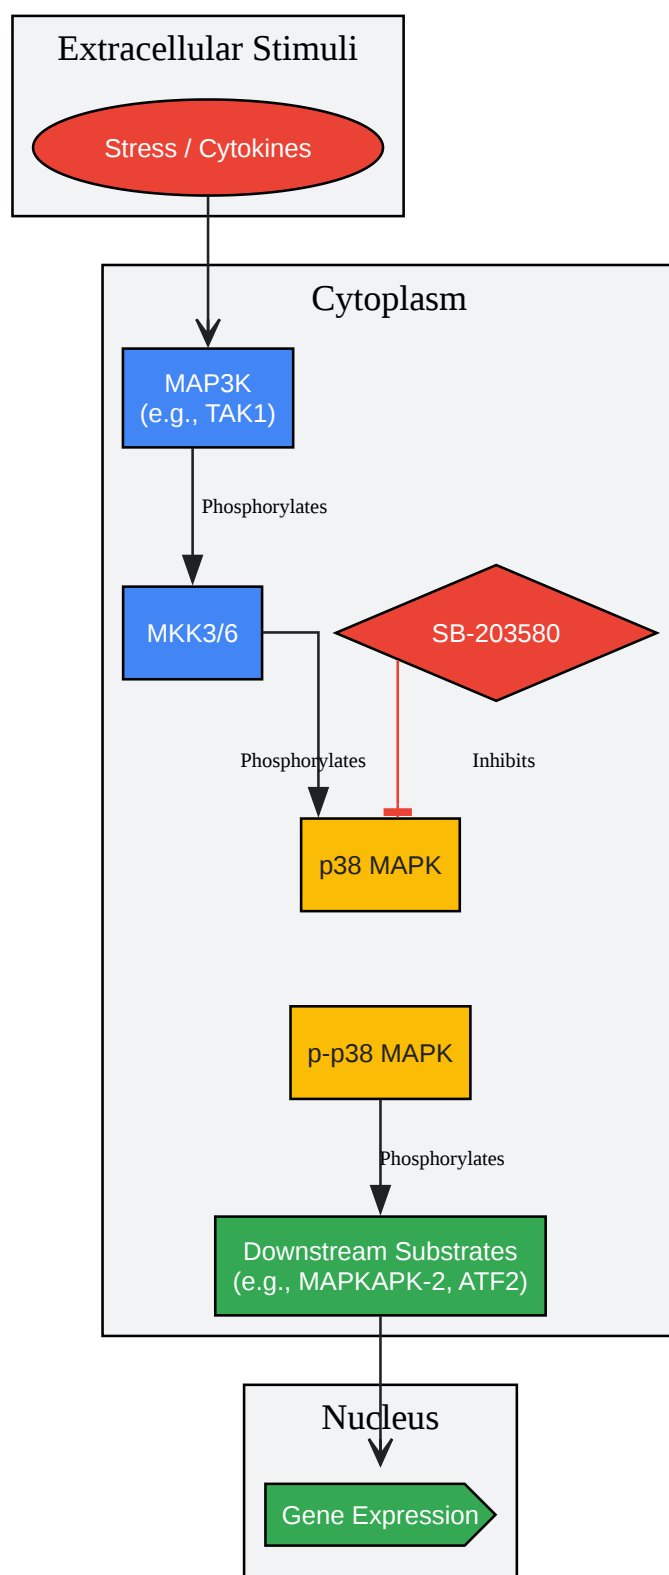 Extracellular Stimuli
Stress / Cytokines
Cytoplasm
MAP3K
(e.g., TAK1)
Phosphorylates
MKK3/6
SB-203580
Phosphorylates
Inhibits
p38 MAPK
p-p38 MAPK
Phosphorylates
Downstream Substrates
(e.g., MAPKAPK-2, ATF2)
Nucleus
Gene Expression